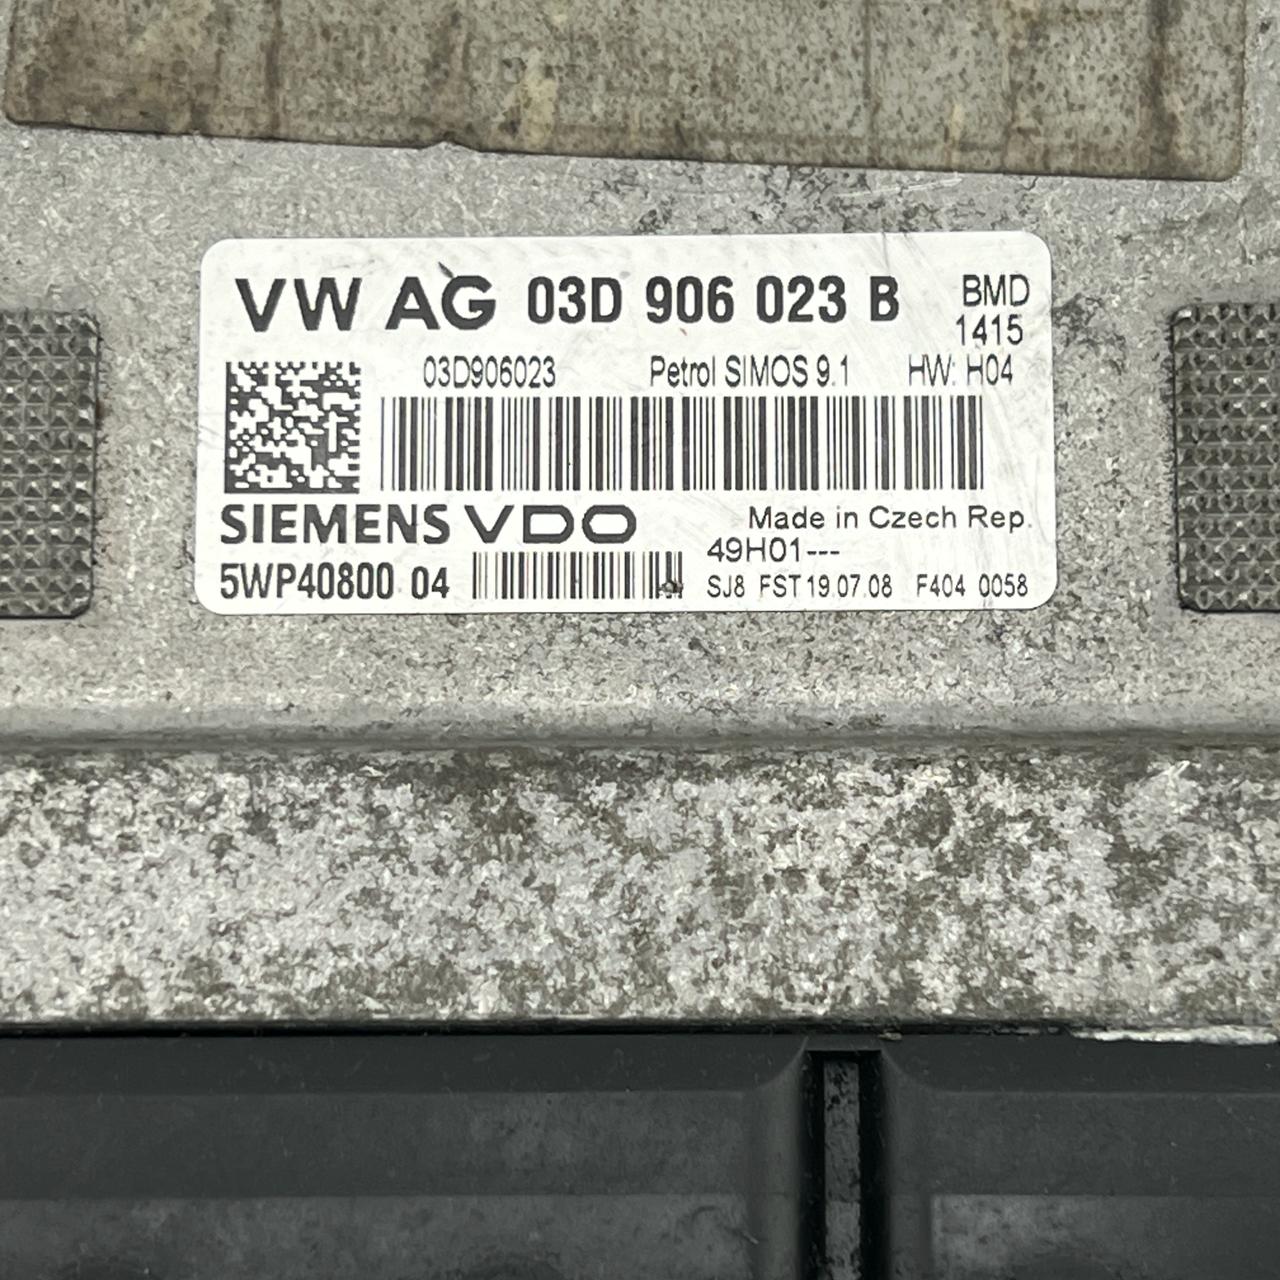 VW AG 03D 906 023 B BMD
1415
03D906023 Petrol SIMOS 9.1 HW: H04
SIEMENS VDO Made in Czech Rep.
49H01---
5WP40800 04 SJ8 FST 19.07.08 F404 0058